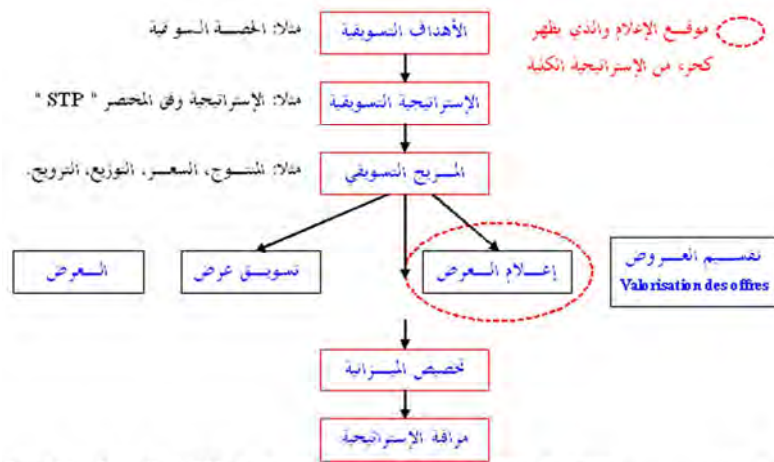 موقع الإعلام والذي يظهر
كجزء من الإستراتيجية الكلية
الأهداف التسويقية
مثلا: الحصة السوقية
الإستراتيجية التسويقية
مثلا: الإستراتيجية وفق المختصر " STP "
المزيج التسويقي
مثلا: المنتوج، السعر، التوزيع، الترويج.
تقسيم العروض
Valorisation des offres
إعلام العرض
تسويق عرض
العرض
تخصيص الميزانية
مراقبة الإستراتيجية